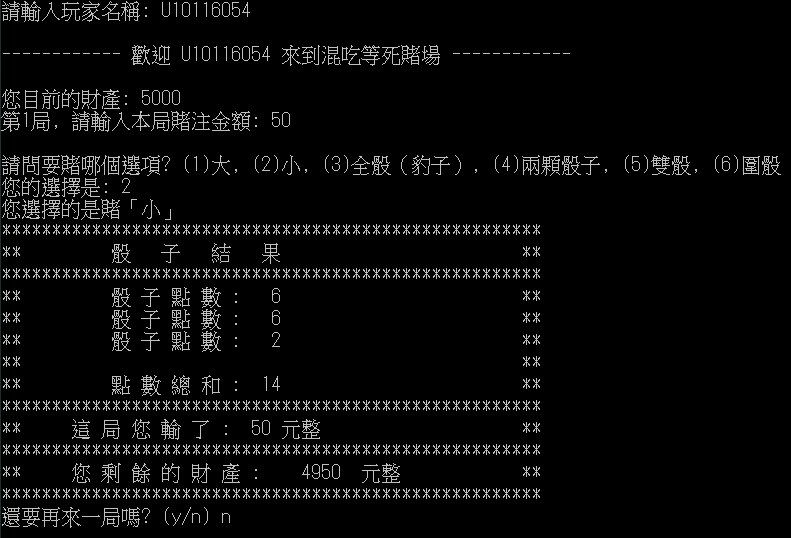 請輸入玩家名稱: U10116054
------------ 歡迎 U10116054 來到混吃等死賭場 ------------
您目前的財產: 5000
第1局, 請輸入本局賭注金額: 50
請問要賭哪個選項? (1)大, (2)小, (3)全骰（豹子）, (4)兩顆骰子, (5)雙骰, (6)圍骰
您的選擇是: 2
您選擇的是賭「小」
******************************************************
** 骰 子 結 果 **
******************************************************
** 骰 子 點 數 : 6 **
** 骰 子 點 數 : 6 **
** 骰 子 點 數 : 2 **
** **
** 點 數 總 和 : 14 **
******************************************************
** 這 局 您 輸 了 : 50 元整 **
******************************************************
** 您 剩 餘 的 財 產 : 4950 元整 **
******************************************************
還要再來一局嗎? (y/n) n